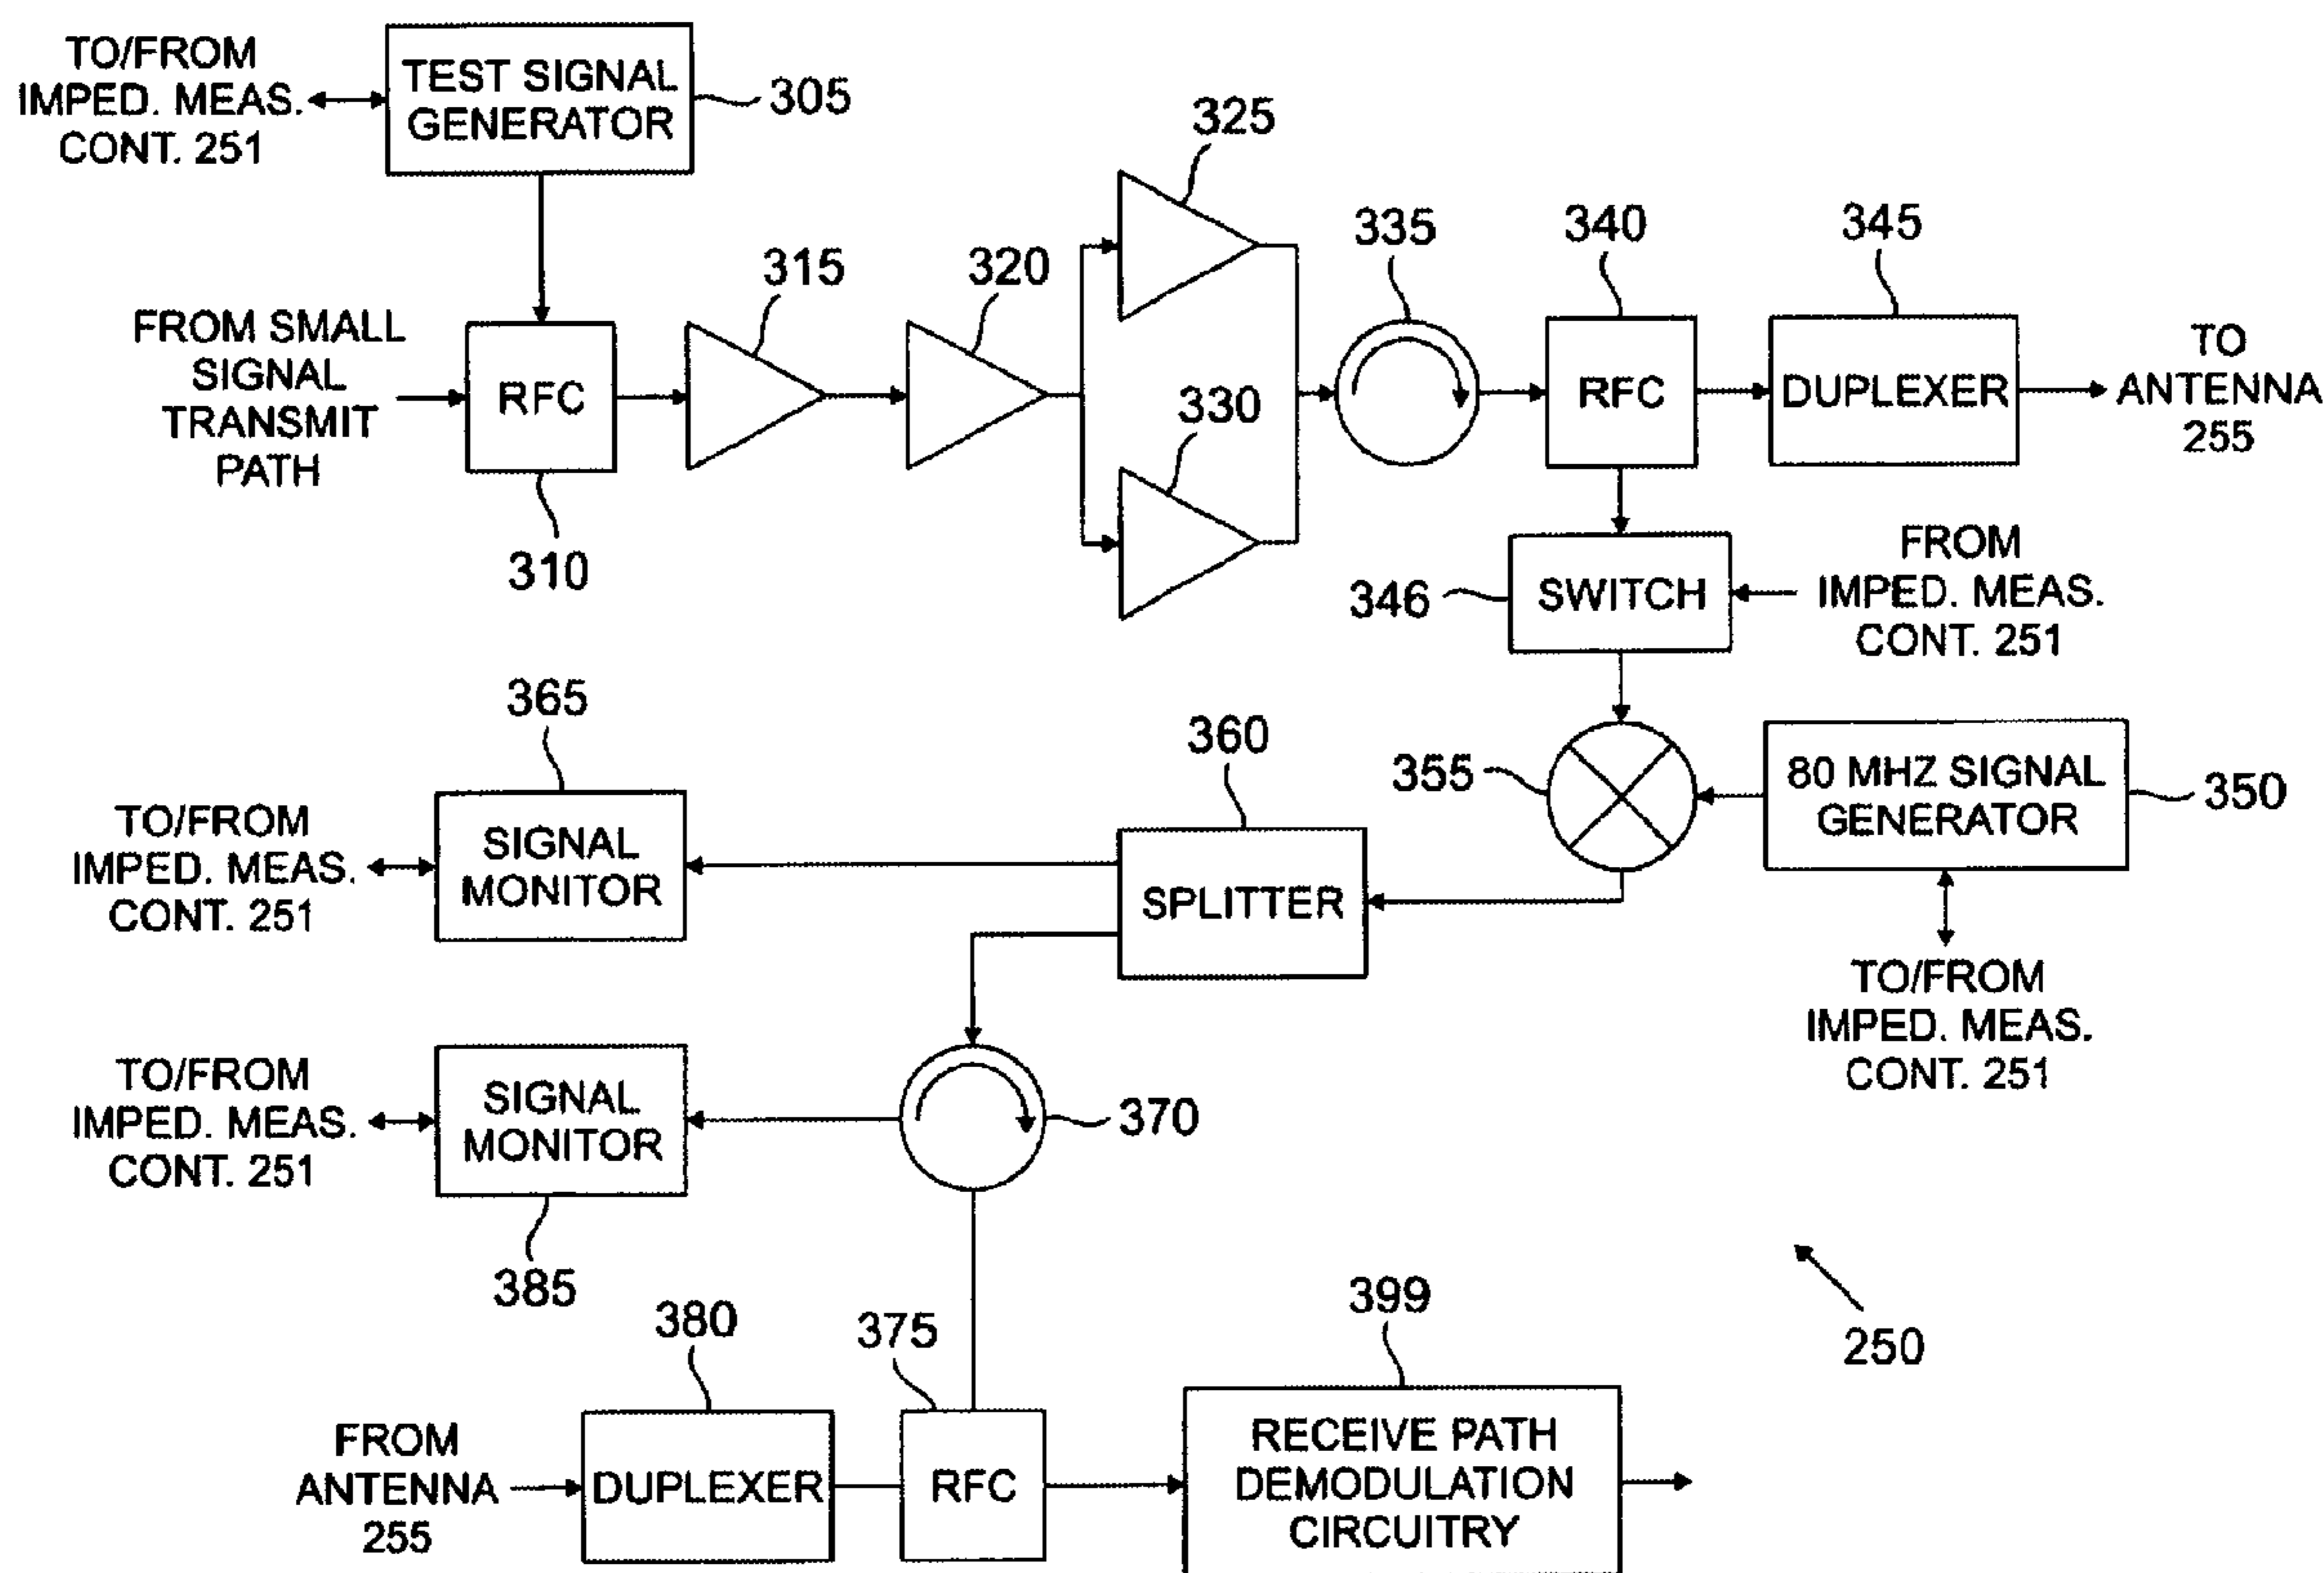 TO/FROM
IMPED. MEAS.
CONT. 251
TEST SIGNAL
GENERATOR
305
325
335
340
345
315
320
FROM SMALL
SIGNAL
TRANSMIT
PATH
RFC
310
330
RFC
DUPLEXER
TO
ANTENNA
255
346
SWITCH
FROM
IMPED. MEAS.
CONT. 251
365
360
355
80 MHZ SIGNAL
GENERATOR
350
TO/FROM
IMPED. MEAS.
CONT. 251
SIGNAL
MONITOR
SPLITTER
TO/FROM
IMPED. MEAS.
CONT. 251
TO/FROM
IMPED. MEAS.
CONT. 251
SIGNAL
MONITOR
370
385
380
375
399
250
FROM
ANTENNA
255
DUPLEXER
RFC
RECEIVE PATH
DEMODULATION
CIRCUITRY